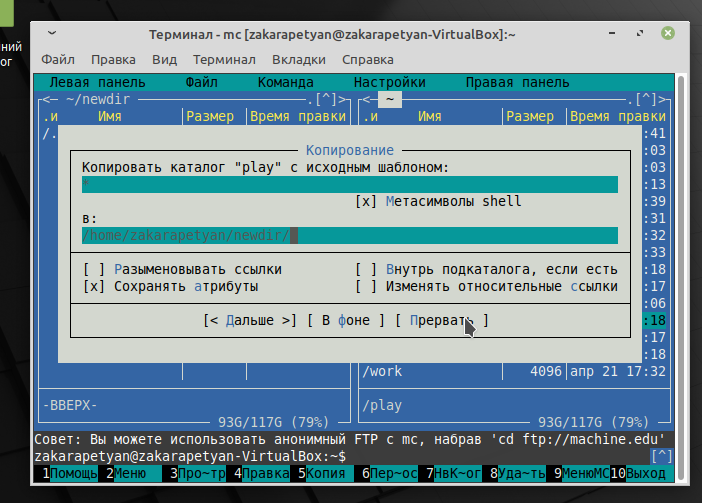 ний
ог
Терминал - mc [zakarapetyan@zakarapetyan-VirtualBox]:~
Файл Правка Вид Терминал Вкладки Справка
Левая панель Файл Команда Настройки Правая панель
<— ~/newdir .[^]> <— ~ .[^]>
.и Имя Размер Время правки .и Имя Размер Время правки
/. :41
:03
Копирование :03
Копировать каталог "play" с исходным шаблоном: :03
* :13
[x] Метасимволы shell :39
в: :31
/home/zakarapetyan/newdir/ :32
:33
[ ] Разыменовывать ссылки [ ] Внутрь подкаталога, если есть :18
[x] Сохранять атрибуты [ ] Изменять относительные ссылки :17
:06
[< Дальше >] [ В фоне ] [ Прервать ] :18
:17
:18
/work 4096 апр 21 17:32
-ВВЕРХ- /play
93G/117G (79%) 93G/117G (79%)
Совет: Вы можете использовать анонимный FTP с mc, набрав 'cd ftp://machine.edu'
zakarapetyan@zakarapetyan-VirtualBox:~$ [^]
1Помощь 2Меню 3Про~тр 4Правка 5Копия 6Пер~ос 7НвК~ог 8Уда~ть 9МенюMC 10Выход